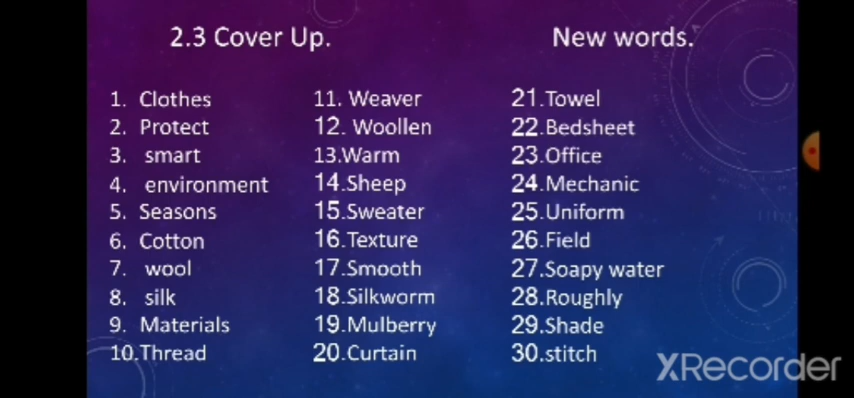 2.3 Cover Up. New words.
1. Clothes
2. Protect
3. smart
4. environment
5. Seasons
6. Cotton
7. wool
8. silk
9. Materials
10.Thread
11. Weaver
12. Woollen
13.Warm
14.Sheep
15.Sweater
16.Texture
17.Smooth
18.Silkworm
19.Mulberry
20.Curtain
21.Towel
22.Bedsheet
23.Office
24.Mechanic
25.Uniform
26.Field
27.Soapy water
28.Roughly
29.Shade
30.stitch
XRecorder